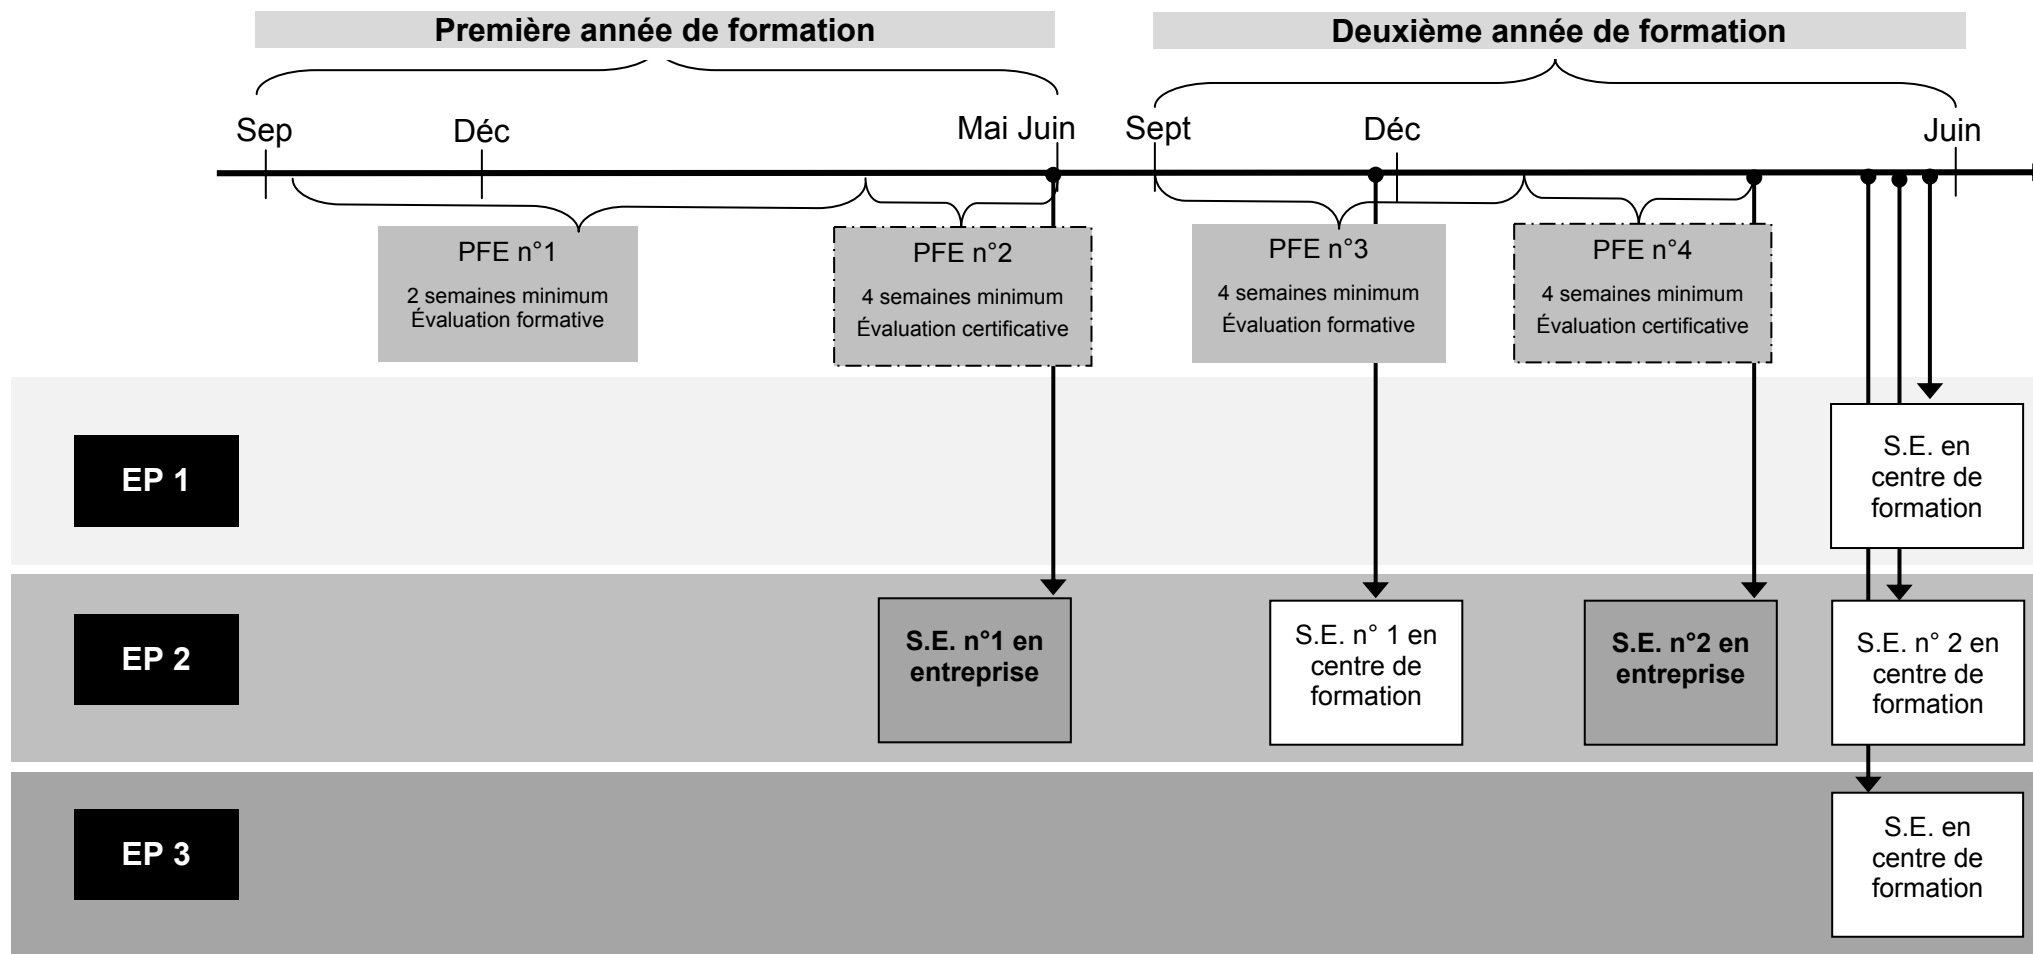 Première année de formation
Deuxième année de formation
Sep
Déc
Mai Juin
Sept
Déc
Juin
PFE n°1
2 semaines minimum
Évaluation formative
PFE n°2
4 semaines minimum
Évaluation certificative
PFE n°3
4 semaines minimum
Évaluation formative
PFE n°4
4 semaines minimum
Évaluation certificative
EP 1
S.E. en
centre de
formation
EP 2
S.E. n°1 en
entreprise
S.E. n° 1 en
centre de
formation
S.E. n°2 en
entreprise
S.E. n° 2 en
centre de
formation
EP 3
S.E. en
centre de
formation